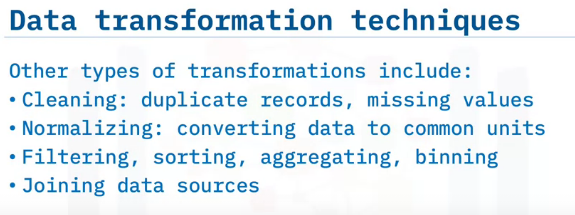 Data transformation techniques
Other types of transformations include:
• Cleaning: duplicate records, missing values
• Normalizing: converting data to common units
• Filtering, sorting, aggregating, binning
• Joining data sources